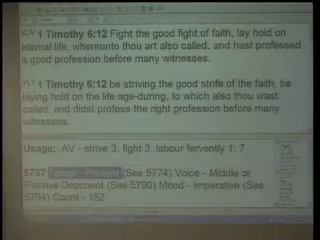 KJV 1 Timothy 6:12 Fight the good fight of faith, lay hold on
eternal life, whereunto thou art also called, and hast professed
a good profession before many witnesses.
YLT 1 Timothy 6:12 be striving the good strife of the faith, be
laying hold on the life age-during, to which also thou wast
called, and didst profess the right profession before many
witnesses.
Usage: AV - strive 3, fight 3, labour fervently 1; 7
5737 Tense - Present (See 5774) Voice - Middle or
Passive Deponent (See 5790) Mood - Imperative (See
5794) Count - 152